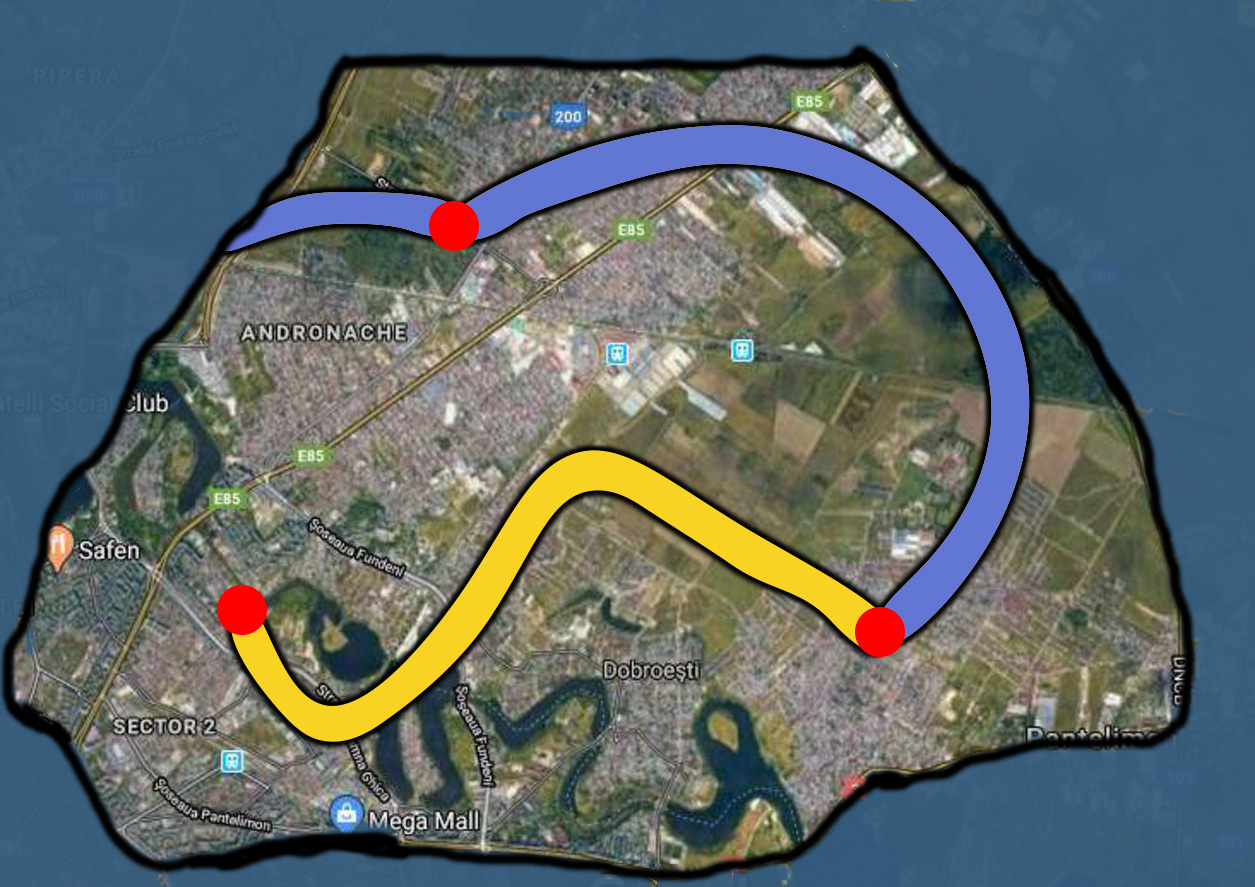 PIPERA
200
E85
E85
ANDRONACHE
Club
E85
E85
Safen
Șoseaua Fundeni
Dobroești
SECTOR 2
Șoseaua Fundeni
Mega Mall
Șoseaua Pantelimon
DNCB